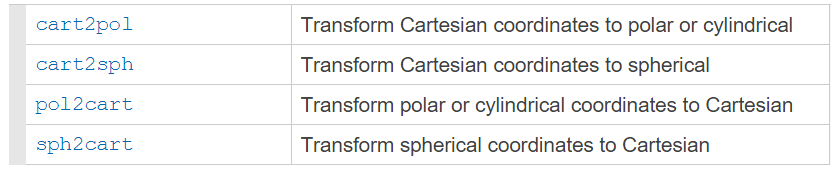 cart2pol Transform Cartesian coordinates to polar or cylindrical
cart2sph Transform Cartesian coordinates to spherical
pol2cart Transform polar or cylindrical coordinates to Cartesian
sph2cart Transform spherical coordinates to Cartesian